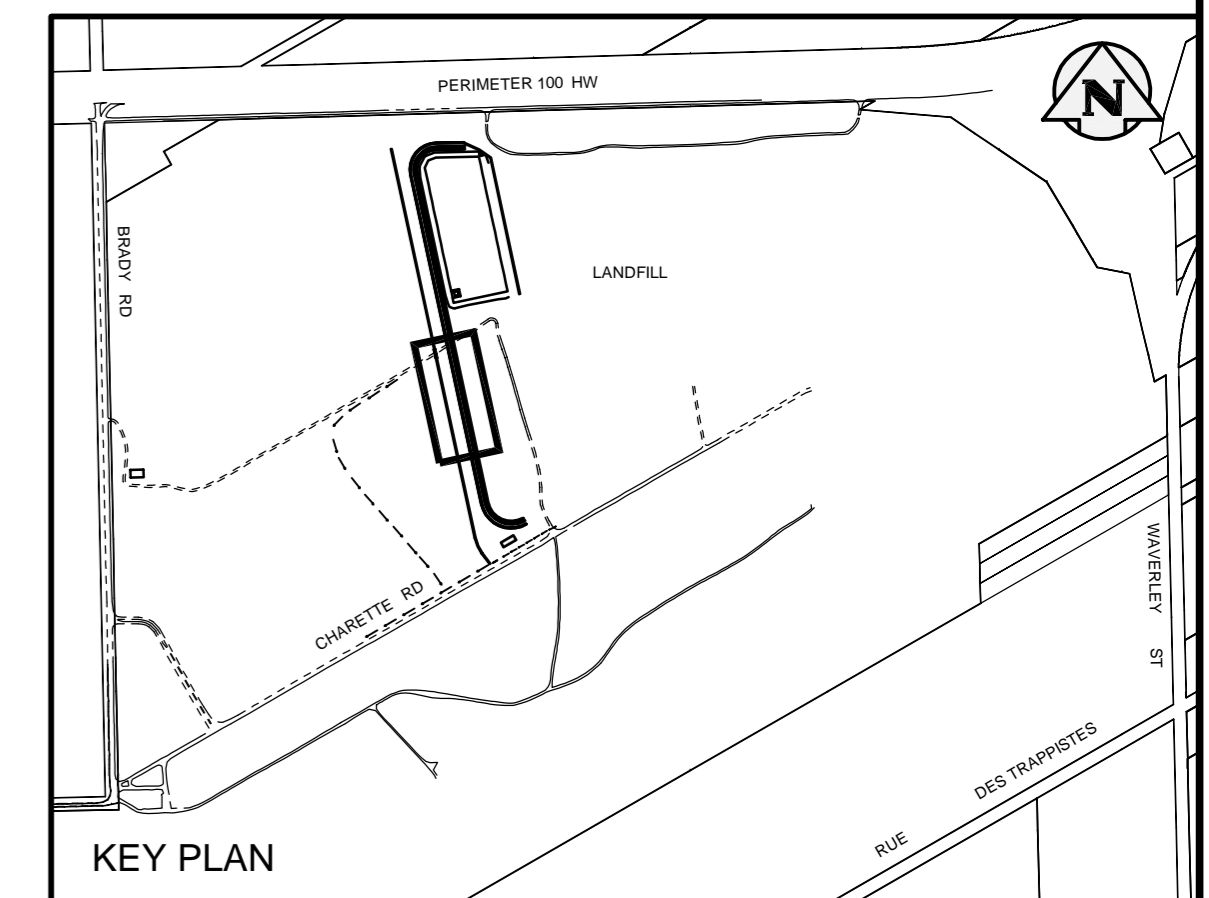 PERIMETER 100 HW
N
BRADY RD
LANDFILL
CHARETTE RD
WAVERLEY ST
RUE DES TRAPPISTES
KEY PLAN